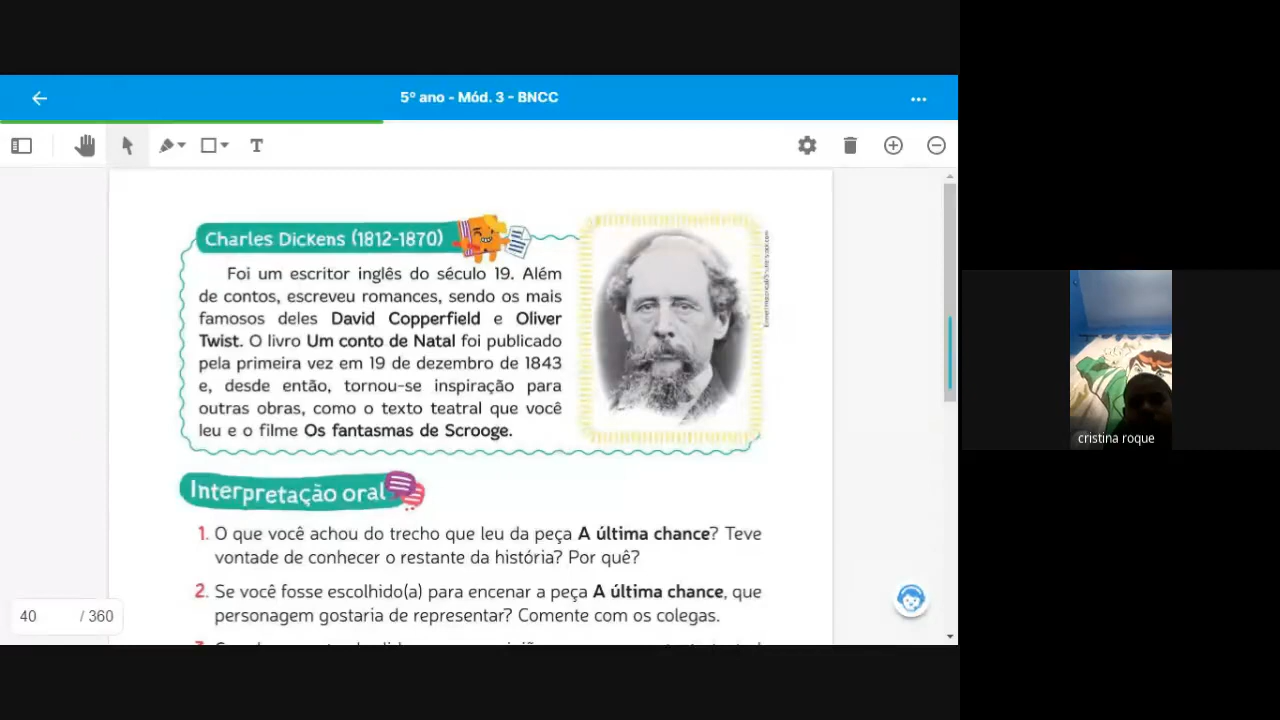 5º ano - Mód. 3 - BNCC
T
Charles Dickens (1812-1870)
Foi um escritor inglês do século 19. Além
de contos, escreveu romances, sendo os mais
famosos deles David Copperfield e Oliver
Twist. O livro Um conto de Natal foi publicado
pela primeira vez em 19 de dezembro de 1843
e, desde então, tornou-se inspiração para
outras obras, como o texto teatral que você
leu e o filme Os fantasmas de Scrooge.
Interpretação oral
1. O que você achou do trecho que leu da peça A última chance? Teve
vontade de conhecer o restante da história? Por quê?
2. Se você fosse escolhido(a) para encenar a peça A última chance, que
personagem gostaria de representar? Comente com os colegas.
40 / 360
cristina roque